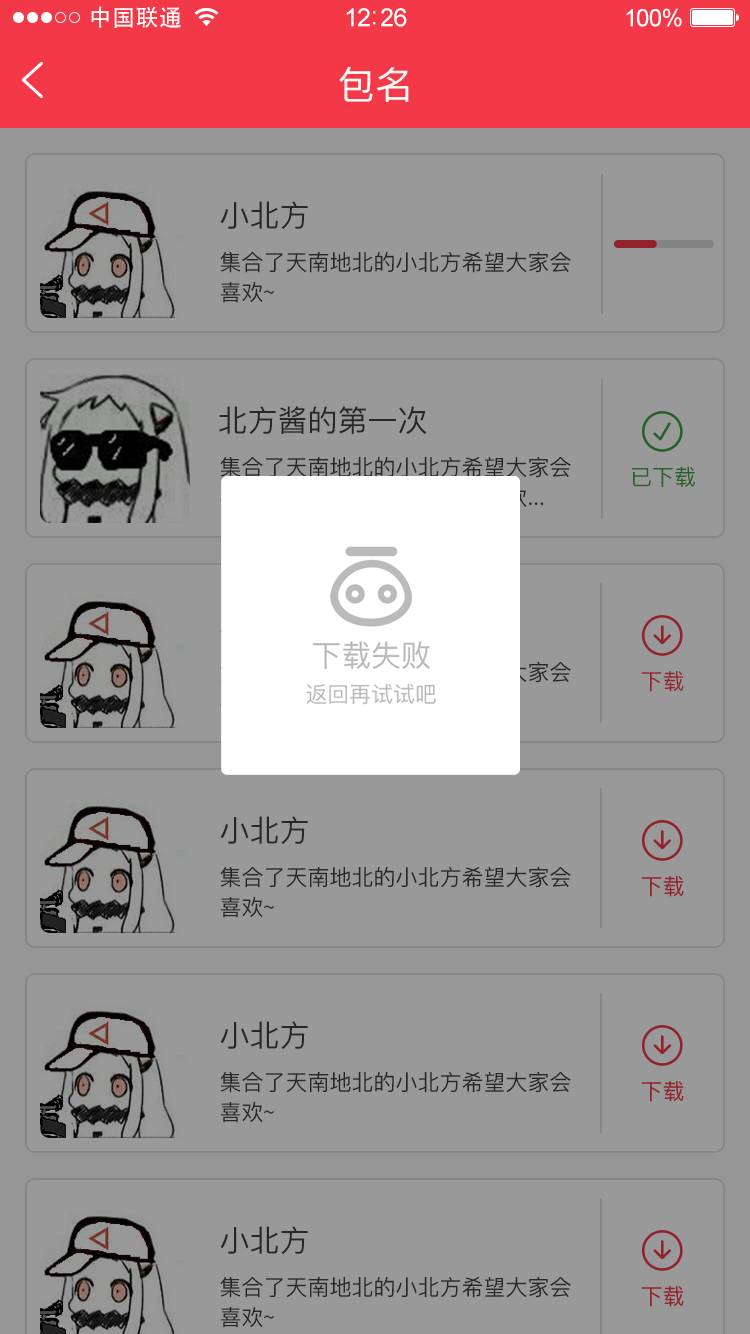 中国联通
12:26
100%
包名
小北方
集合了天南地北的小北方希望大家会
喜欢~
北方酱的第一次
集合了天南地北的小北方希望大家会
...
已下载
下载失败
返回再试试吧
家会
下载
小北方
集合了天南地北的小北方希望大家会
喜欢~
下载
小北方
集合了天南地北的小北方希望大家会
喜欢~
下载
小北方
集合了天南地北的小北方希望大家会
喜欢~
下载